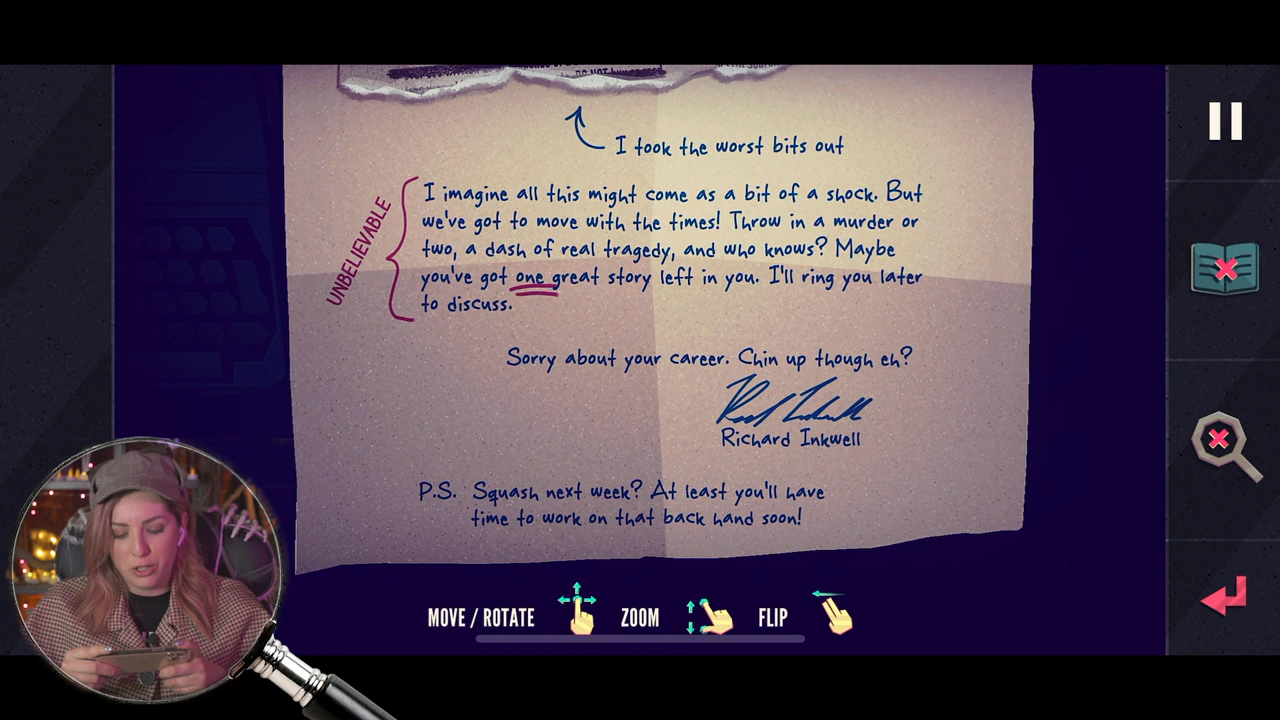 DO NOT
I took the worst bits out
I imagine all this might come as a bit of a shock. But
we've got to move with the times! Throw in a murder or
two, a dash of real tragedy, and who knows? Maybe
you've got one great story left in you. I'll ring you later
to discuss.
UNBELIEVABLE
Sorry about your career. Chin up though eh?
Richard Inkwell
P.S. Squash next week? At least you'll have
time to work on that back hand soon!
MOVE / ROTATE ZOOM FLIP